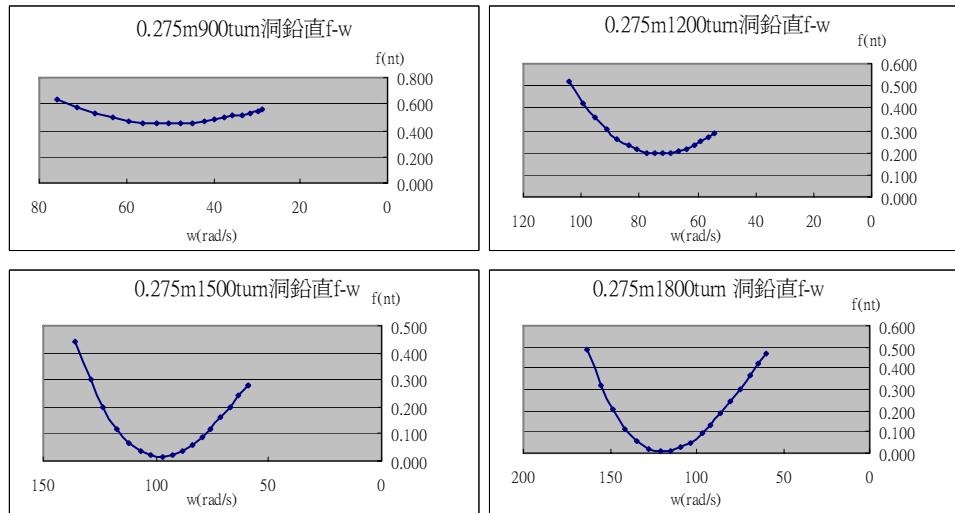 0.275m900turn洞鉛直f-w
f(nt)
0.800
0.600
0.400
0.200
0.000
80 60 40 20 0
w(rad/s)
0.275m1200turn洞鉛直f-w
f(nt)
0.600
0.500
0.400
0.300
0.200
0.100
0.000
120 100 80 60 40 20 0
w(rad/s)
0.275m1500turn洞鉛直f-w
f(nt)
0.500
0.400
0.300
0.200
0.100
0.000
150 100 50 0
w(rad/s)
0.275m1800turn 洞鉛直f-w
f(nt)
0.600
0.500
0.400
0.300
0.200
0.100
0.000
200 150 100 50 0
w(rad/s)